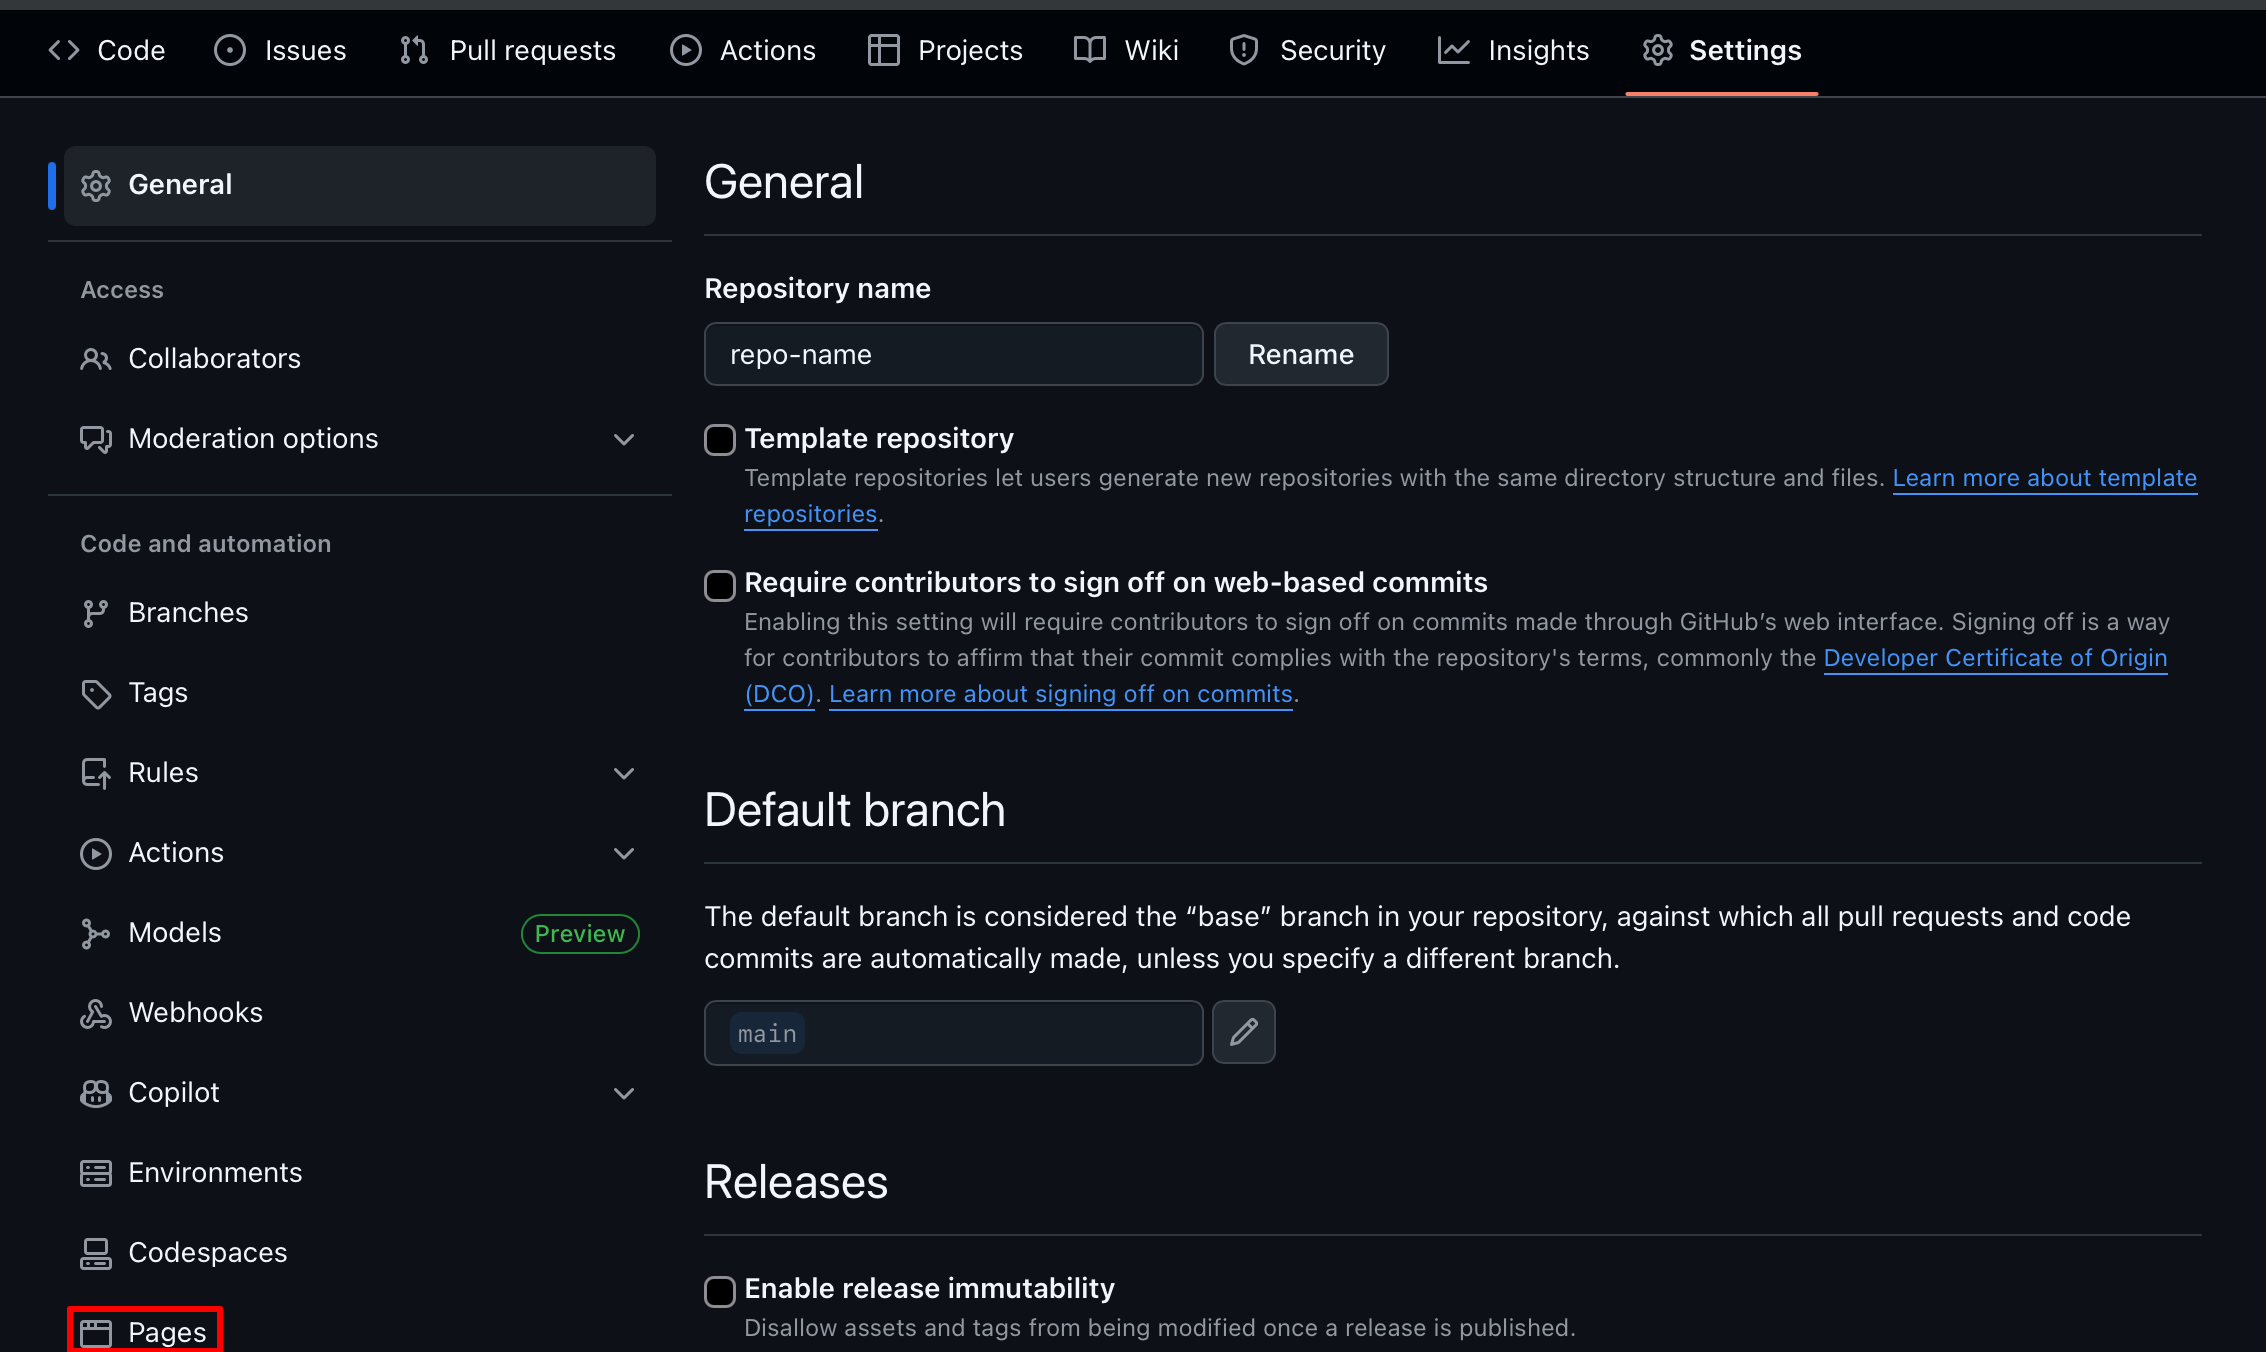 Code Issues Pull requests Actions Projects Wiki Security Insights Settings
General
Access
Collaborators
Moderation options
Code and automation
Branches
Tags
Rules
Actions
Models Preview
Webhooks
Copilot
Environments
Codespaces
Pages
General
Repository name
repo-name Rename
Template repository
Template repositories let users generate new repositories with the same directory structure and files. Learn more about template
repositories.
Require contributors to sign off on web-based commits
Enabling this setting will require contributors to sign off on commits made through GitHub’s web interface. Signing off is a way
for contributors to affirm that their commit complies with the repository's terms, commonly the Developer Certificate of Origin
(DCO). Learn more about signing off on commits.
Default branch
The default branch is considered the “base” branch in your repository, against which all pull requests and code
commits are automatically made, unless you specify a different branch.
main
Releases
Enable release immutability
Disallow assets and tags from being modified once a release is published.